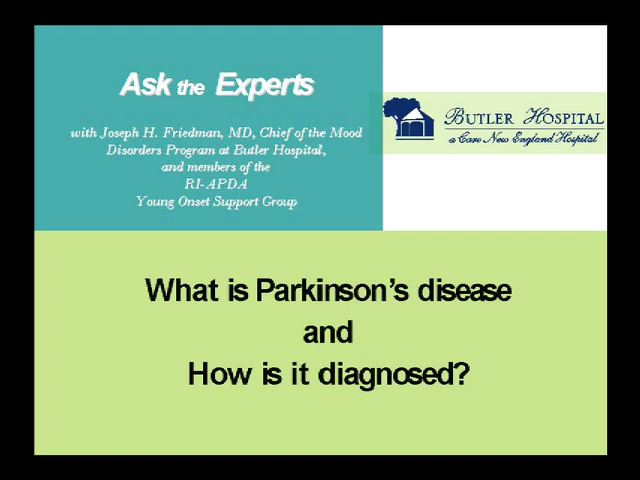 Ask the Experts
with Joseph H. Friedman, MD, Chief of the Mood
Disorders Program at Butler Hospital,
and members of the
RI-APDA
Young Onset Support Group
BUTLER HOSPITAL
a Care New England Hospital
What is Parkinson's disease
and
How is it diagnosed?